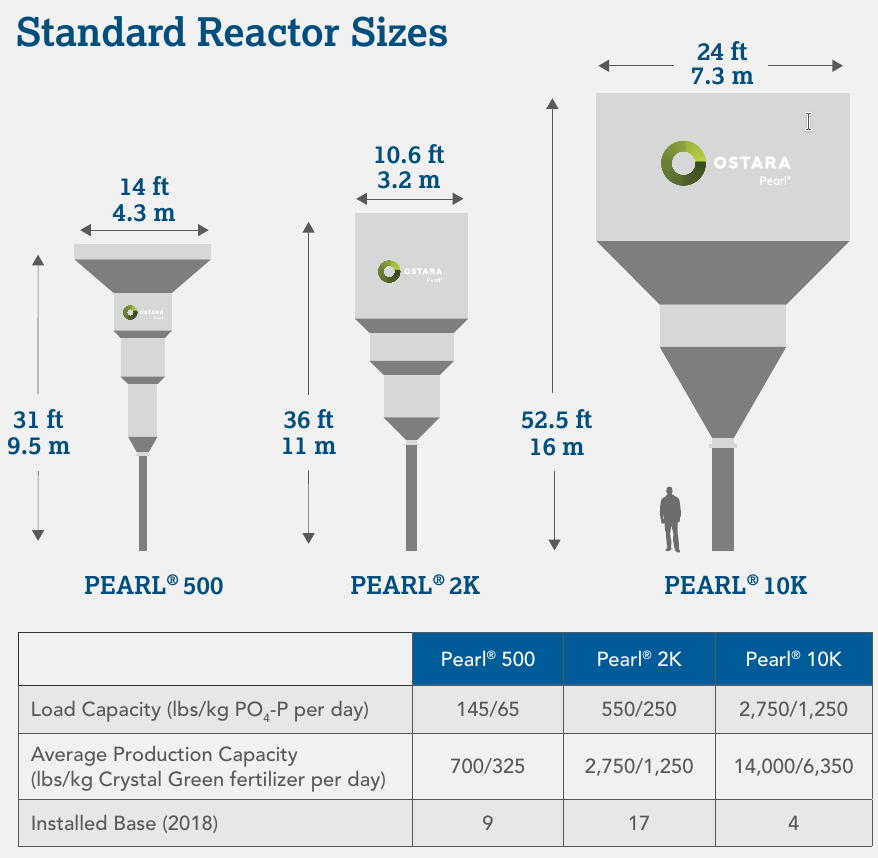 Standard Reactor Sizes
24 ft
7.3 m
OSTARA
Pearl®
10.6 ft
3.2 m
14 ft
4.3 m
OSTARA
Pearl®
OSTARA
Pearl
31 ft
9.5 m
36 ft
11 m
52.5 ft
16 m
PEARL® 500
PEARL® 2K
PEARL® 10K
Pearl® 500 Pearl® 2K Pearl® 10K
Load Capacity (lbs/kg PO₄-P per day) 145/65 550/250 2,750/1,250
Average Production Capacity
(lbs/kg Crystal Green fertilizer per day) 700/325 2,750/1,250 14,000/6,350
Installed Base (2018) 9 17 4